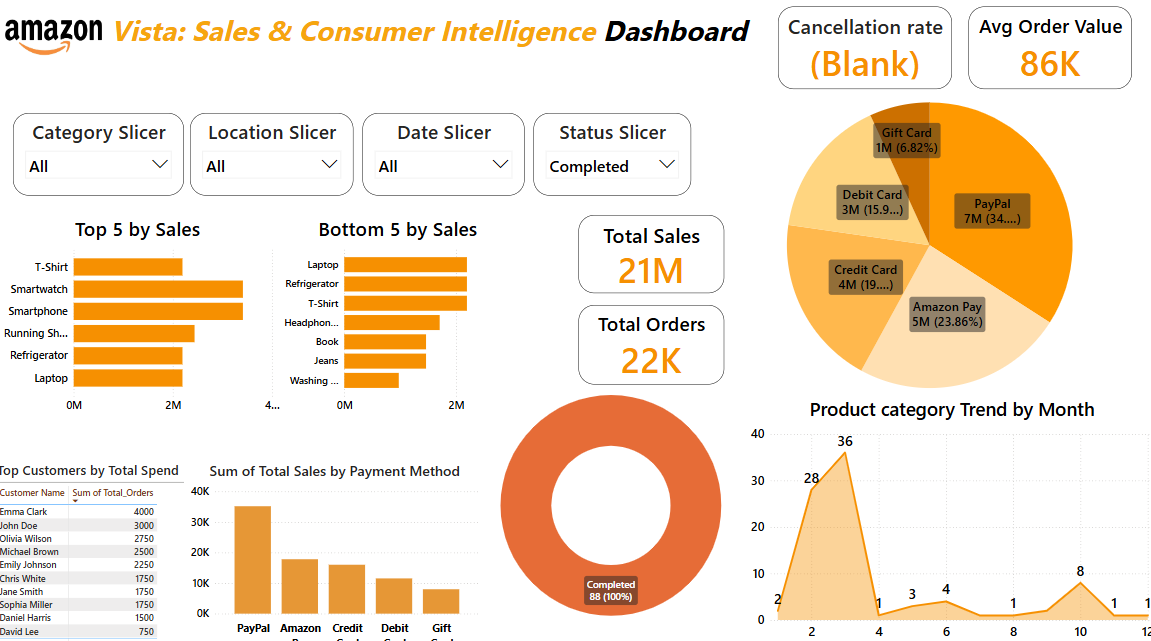 amazon Vista: Sales & Consumer Intelligence Dashboard
Cancellation rate
(Blank)
Avg Order Value
86K
Category Slicer
All
Location Slicer
All
Date Slicer
All
Status Slicer
Completed
Top 5 by Sales
T-Shirt
Smartwatch
Smartphone
Running Sh...
Refrigerator
Laptop
0M 2M 4...
Bottom 5 by Sales
Laptop
Refrigerator
T-Shirt
Headphon...
Book
Jeans
Washing ...
0M 2M
Total Sales
21M
Total Orders
22K
Gift Card
1M (6.82%)
Debit Card
3M (15.9...)
PayPal
7M (34....)
Credit Card
4M (19....)
Amazon Pay
5M (23.86%)
Top Customers by Total Spend
Customer Name Sum of Total_Orders
Emma Clark 4000
John Doe 3000
Olivia Wilson 2750
Michael Brown 2500
Emily Johnson 2250
Chris White 1750
Jane Smith 1750
Sophia Miller 1750
Daniel Harris 1500
David Lee 750
Sum of Total Sales by Payment Method
40K
30K
20K
10K
0K
PayPal Amazon Credit Debit Gift
Completed
88 (100%)
Product category Trend by Month
40
30
20
10
0
2 28 36 1 3 4 1 8 1 1
2 4 6 8 10 12